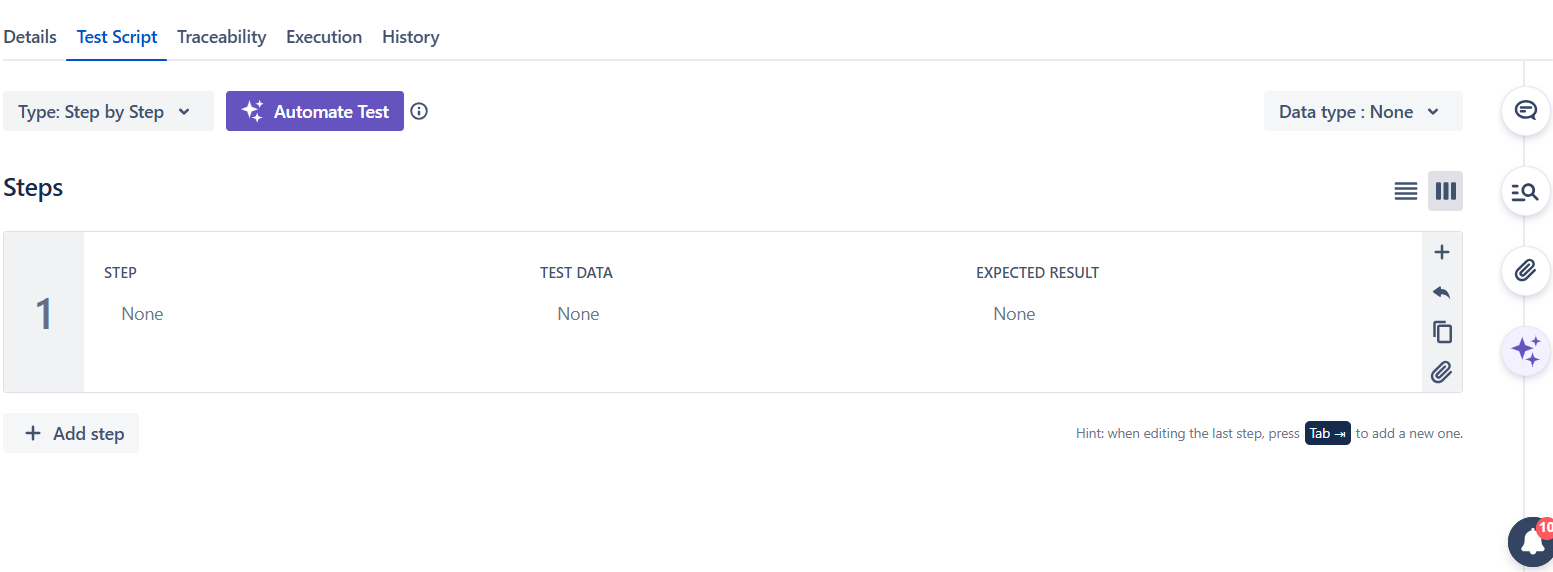 Details Test Script Traceability Execution History
Type: Step by Step Automate Test Data type : None
Steps
STEP TEST DATA EXPECTED RESULT
1 None None None
+ Add step Hint: when editing the last step, press Tab ⇥ to add a new one.
10